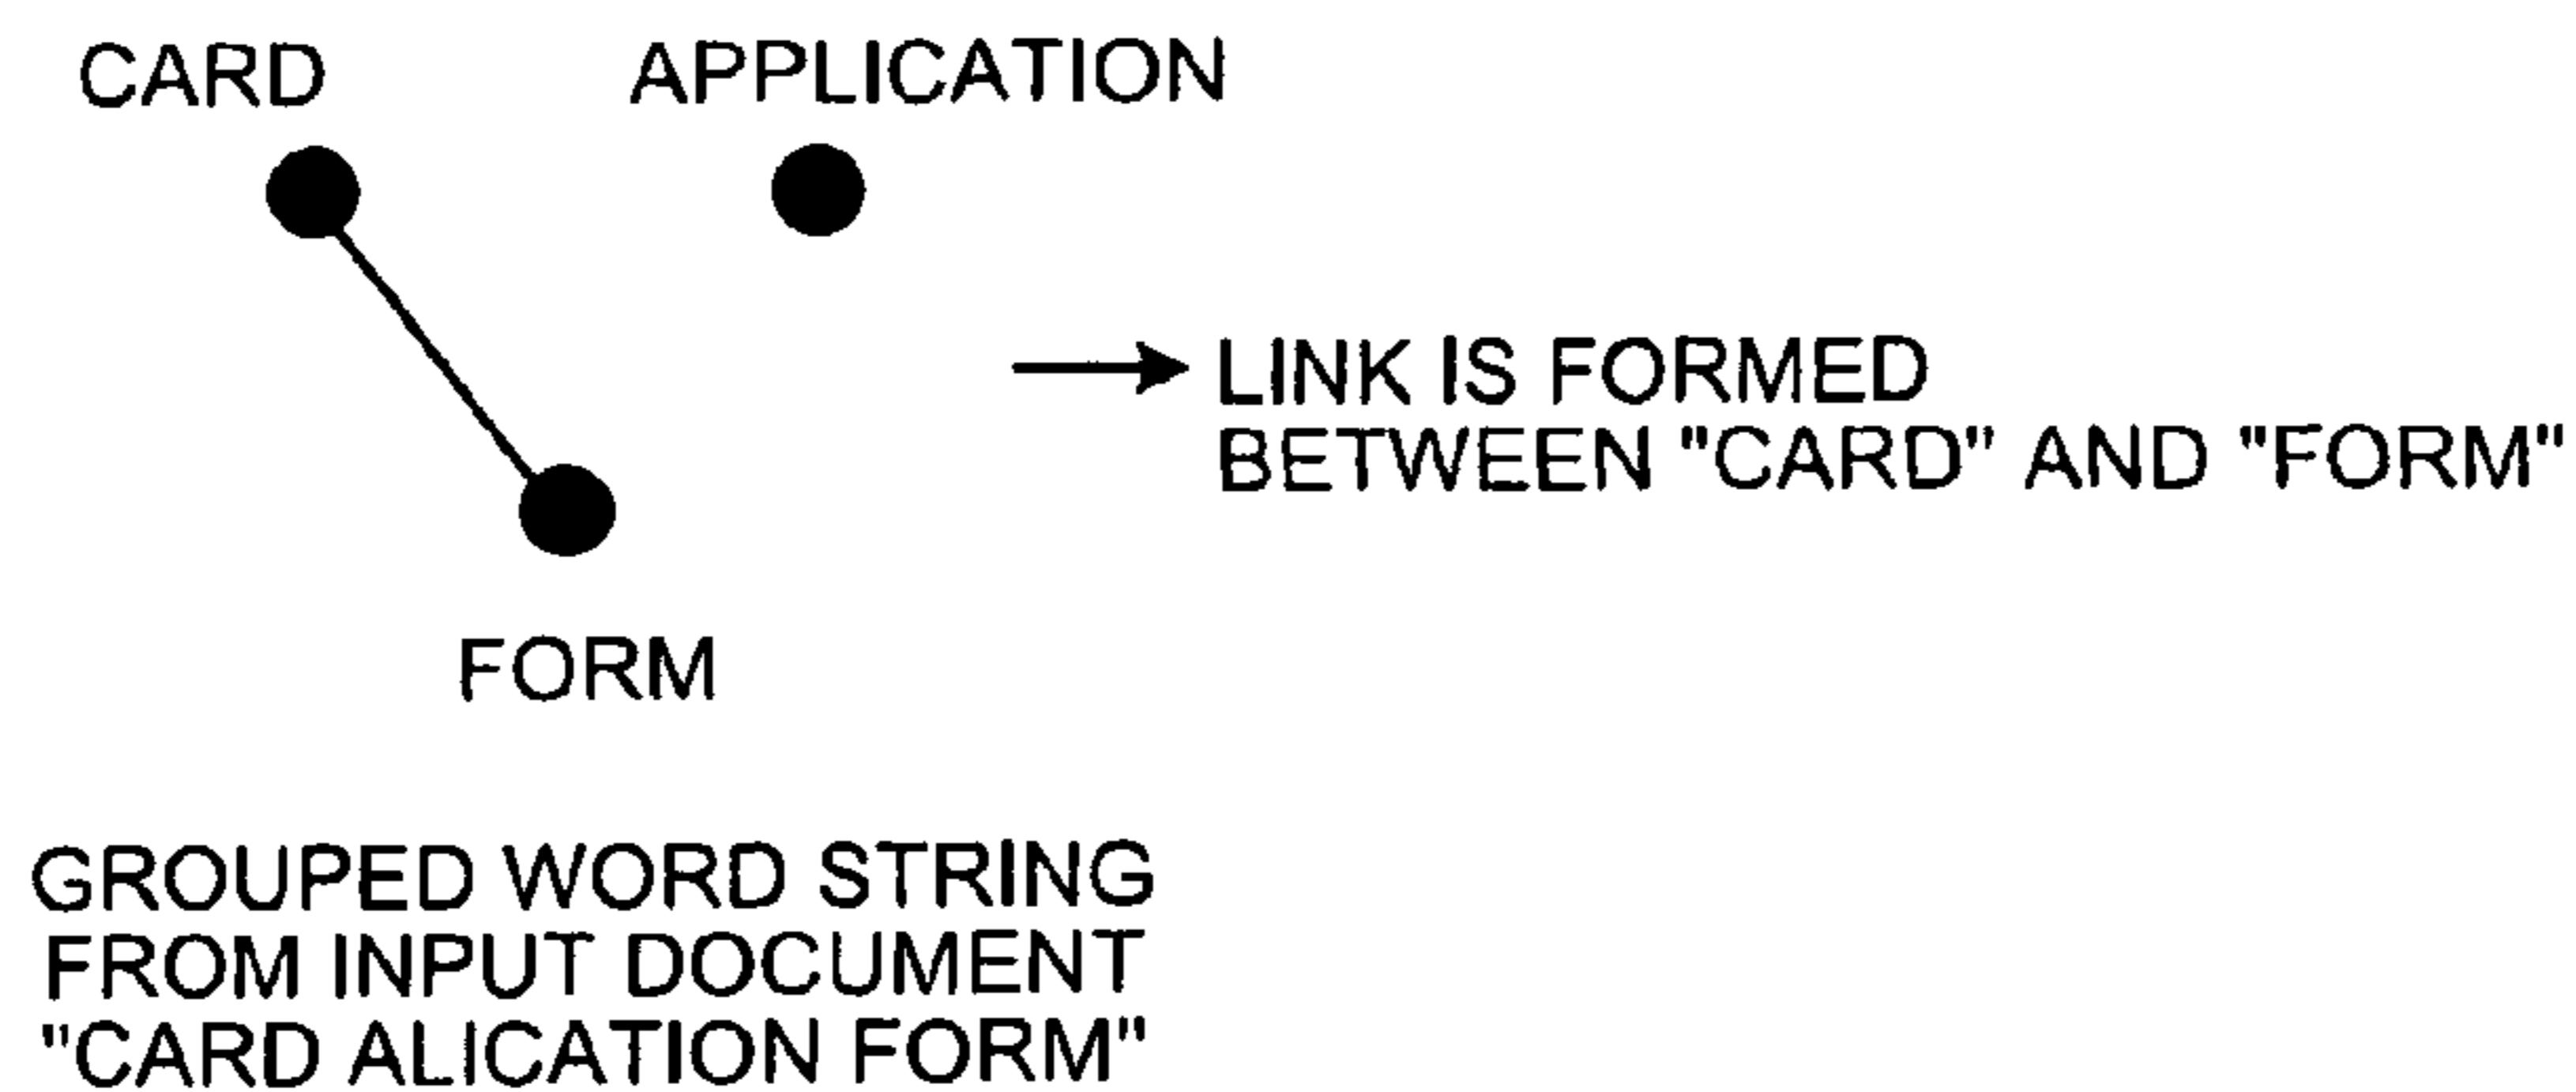 CARD APPLICATION
LINK IS FORMED
BETWEEN "CARD" AND "FORM"
FORM
GROUPED WORD STRING
FROM INPUT DOCUMENT
"CARD ALICATION FORM"